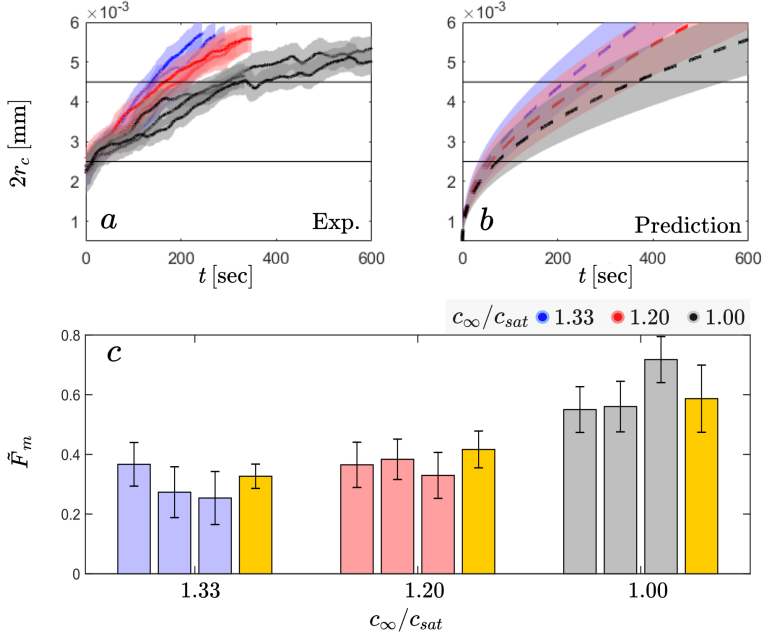 ×10⁻³
×10⁻³
6
5
4
3
2
1
2r_c [mm]
a
Exp.
0
200
400
600
t [sec]
6
5
4
3
2
1
b
Prediction
0
200
400
600
t [sec]
c_∞/c_sat 1.33 1.20 1.00
0.8
0.6
0.4
0.2
0
F̃_m
c
1.33
1.20
1.00
c_∞/c_sat